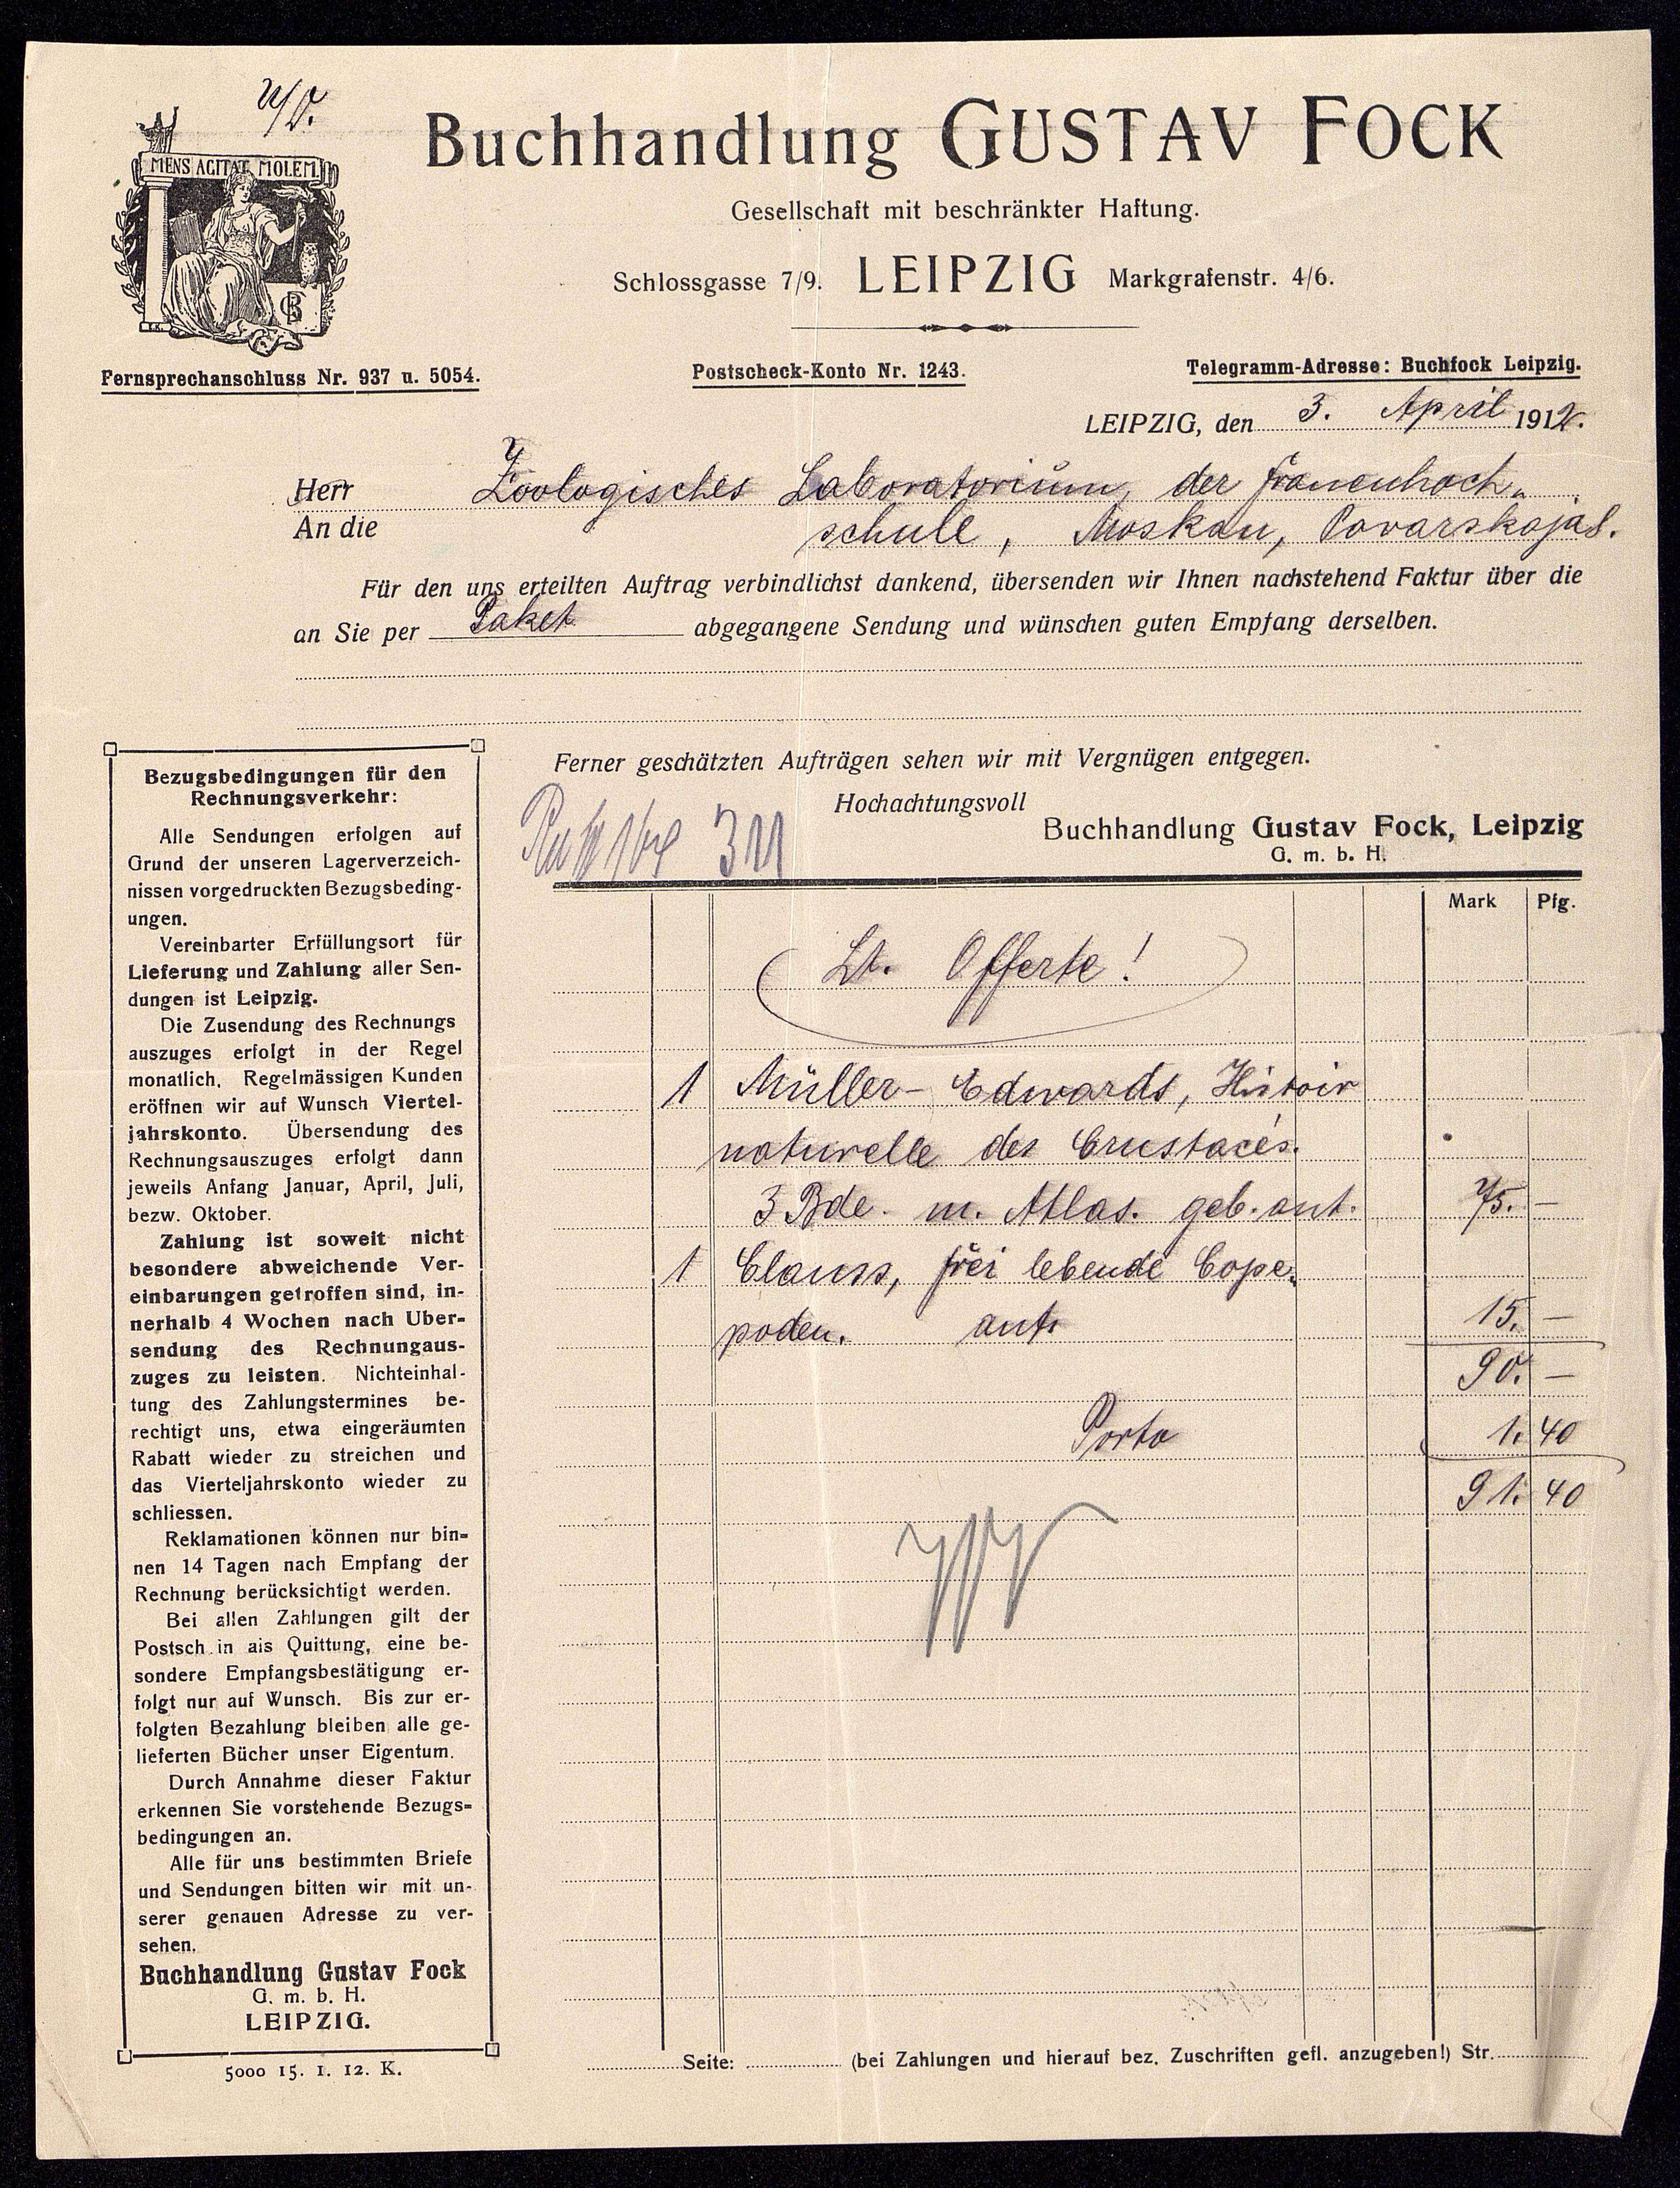 MENS AGITAT MOLEM
Buchhandlung GUSTAV FOCK
Gesellschaft mit beschränkter Haftung.
Schlossgasse 7/9. LEIPZIG Markgrafenstr. 4/6.
Fernsprechanschluss Nr. 937 u. 5054. Postscheck-Konto Nr. 1243. Telegramm-Adresse: Buchfock Leipzig.
LEIPZIG, den 3. April 1912.
Herr Zoologisches Laboratorium, der Frauenhoch-
An die schule, Moskau, Povarskaja8.
Für den uns erteilten Auftrag verbindlichst dankend, übersenden wir Ihnen nachstehend Faktur über die
an Sie per Paket abgegangene Sendung und wünschen guten Empfang derselben.
Ferner geschätzten Aufträgen sehen wir mit Vergnügen entgegen.
Hochachtungsvoll
Buchhandlung Gustav Fock, Leipzig
G. m. b. H.
Bezugsbedingungen für den
Rechnungsverkehr:
Alle Sendungen erfolgen auf
Grund der unseren Lagerverzeich-
nissen vorgedruckten Bezugsbeding-
ungen.
Vereinbarter Erfüllungsort für
Lieferung und Zahlung aller Sen-
dungen ist Leipzig.
Die Zusendung des Rechnungs
auszuges erfolgt in der Regel
monatlich. Regelmässigen Kunden
eröffnen wir auf Wunsch Viertel-
jahrskonto. Übersendung des
Rechnungsauszuges erfolgt dann
jeweils Anfang Januar, April, Juli,
bezw. Oktober.
Zahlung ist soweit nicht
besondere abweichende Ver-
einbarungen getroffen sind, in-
nerhalb 4 Wochen nach Uber-
sendung des Rechnungaus-
zuges zu leisten. Nichteinhal-
tung des Zahlungstermines be-
rechtigt uns, etwa eingeräumten
Rabatt wieder zu streichen und
das Vierteljahrskonto wieder zu
schliessen.
Reklamationen können nur bin-
nen 14 Tagen nach Empfang der
Rechnung berücksichtigt werden.
Bei allen Zahlungen gilt der
Postsch in als Quittung, eine be-
sondere Empfangsbestätigung er-
folgt nur auf Wunsch. Bis zur er-
folgten Bezahlung bleiben alle ge-
lieferten Bücher unser Eigentum.
Durch Annahme dieser Faktur
erkennen Sie vorstehende Bezugs-
bedingungen an.
Alle für uns bestimmten Briefe
und Sendungen bitten wir mit un-
serer genauen Adresse zu ver-
sehen.
Buchhandlung Gustav Fock
G. m. b. H.
LEIPZIG.
5000 15. 1. 12. K.
311
Mark Pfg.
Lt. Offerte!
1 Müller-Edwards, Histoir
naturelle des Crustacés.
3 Bde. m. Atlas. geb. ant. 75. —
1 Clauss, frei lebende Cope-
poden. ant. 15. —
90. —
Porto 1. 40
91. 40
Seite: (bei Zahlungen und hierauf bez. Zuschriften gefl. anzugeben!) Str.